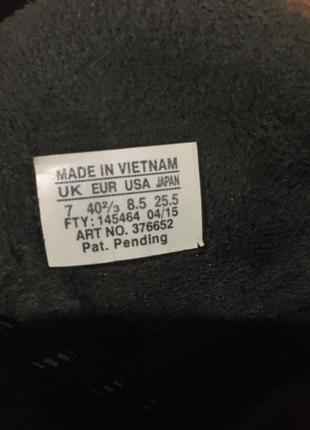 MADE IN VIETNAM
UK EUR USA JAPAN
7 40²/₃ 8.5 25.5
FTY: 145464 04/15
ART NO. 376652
Pat. Pending